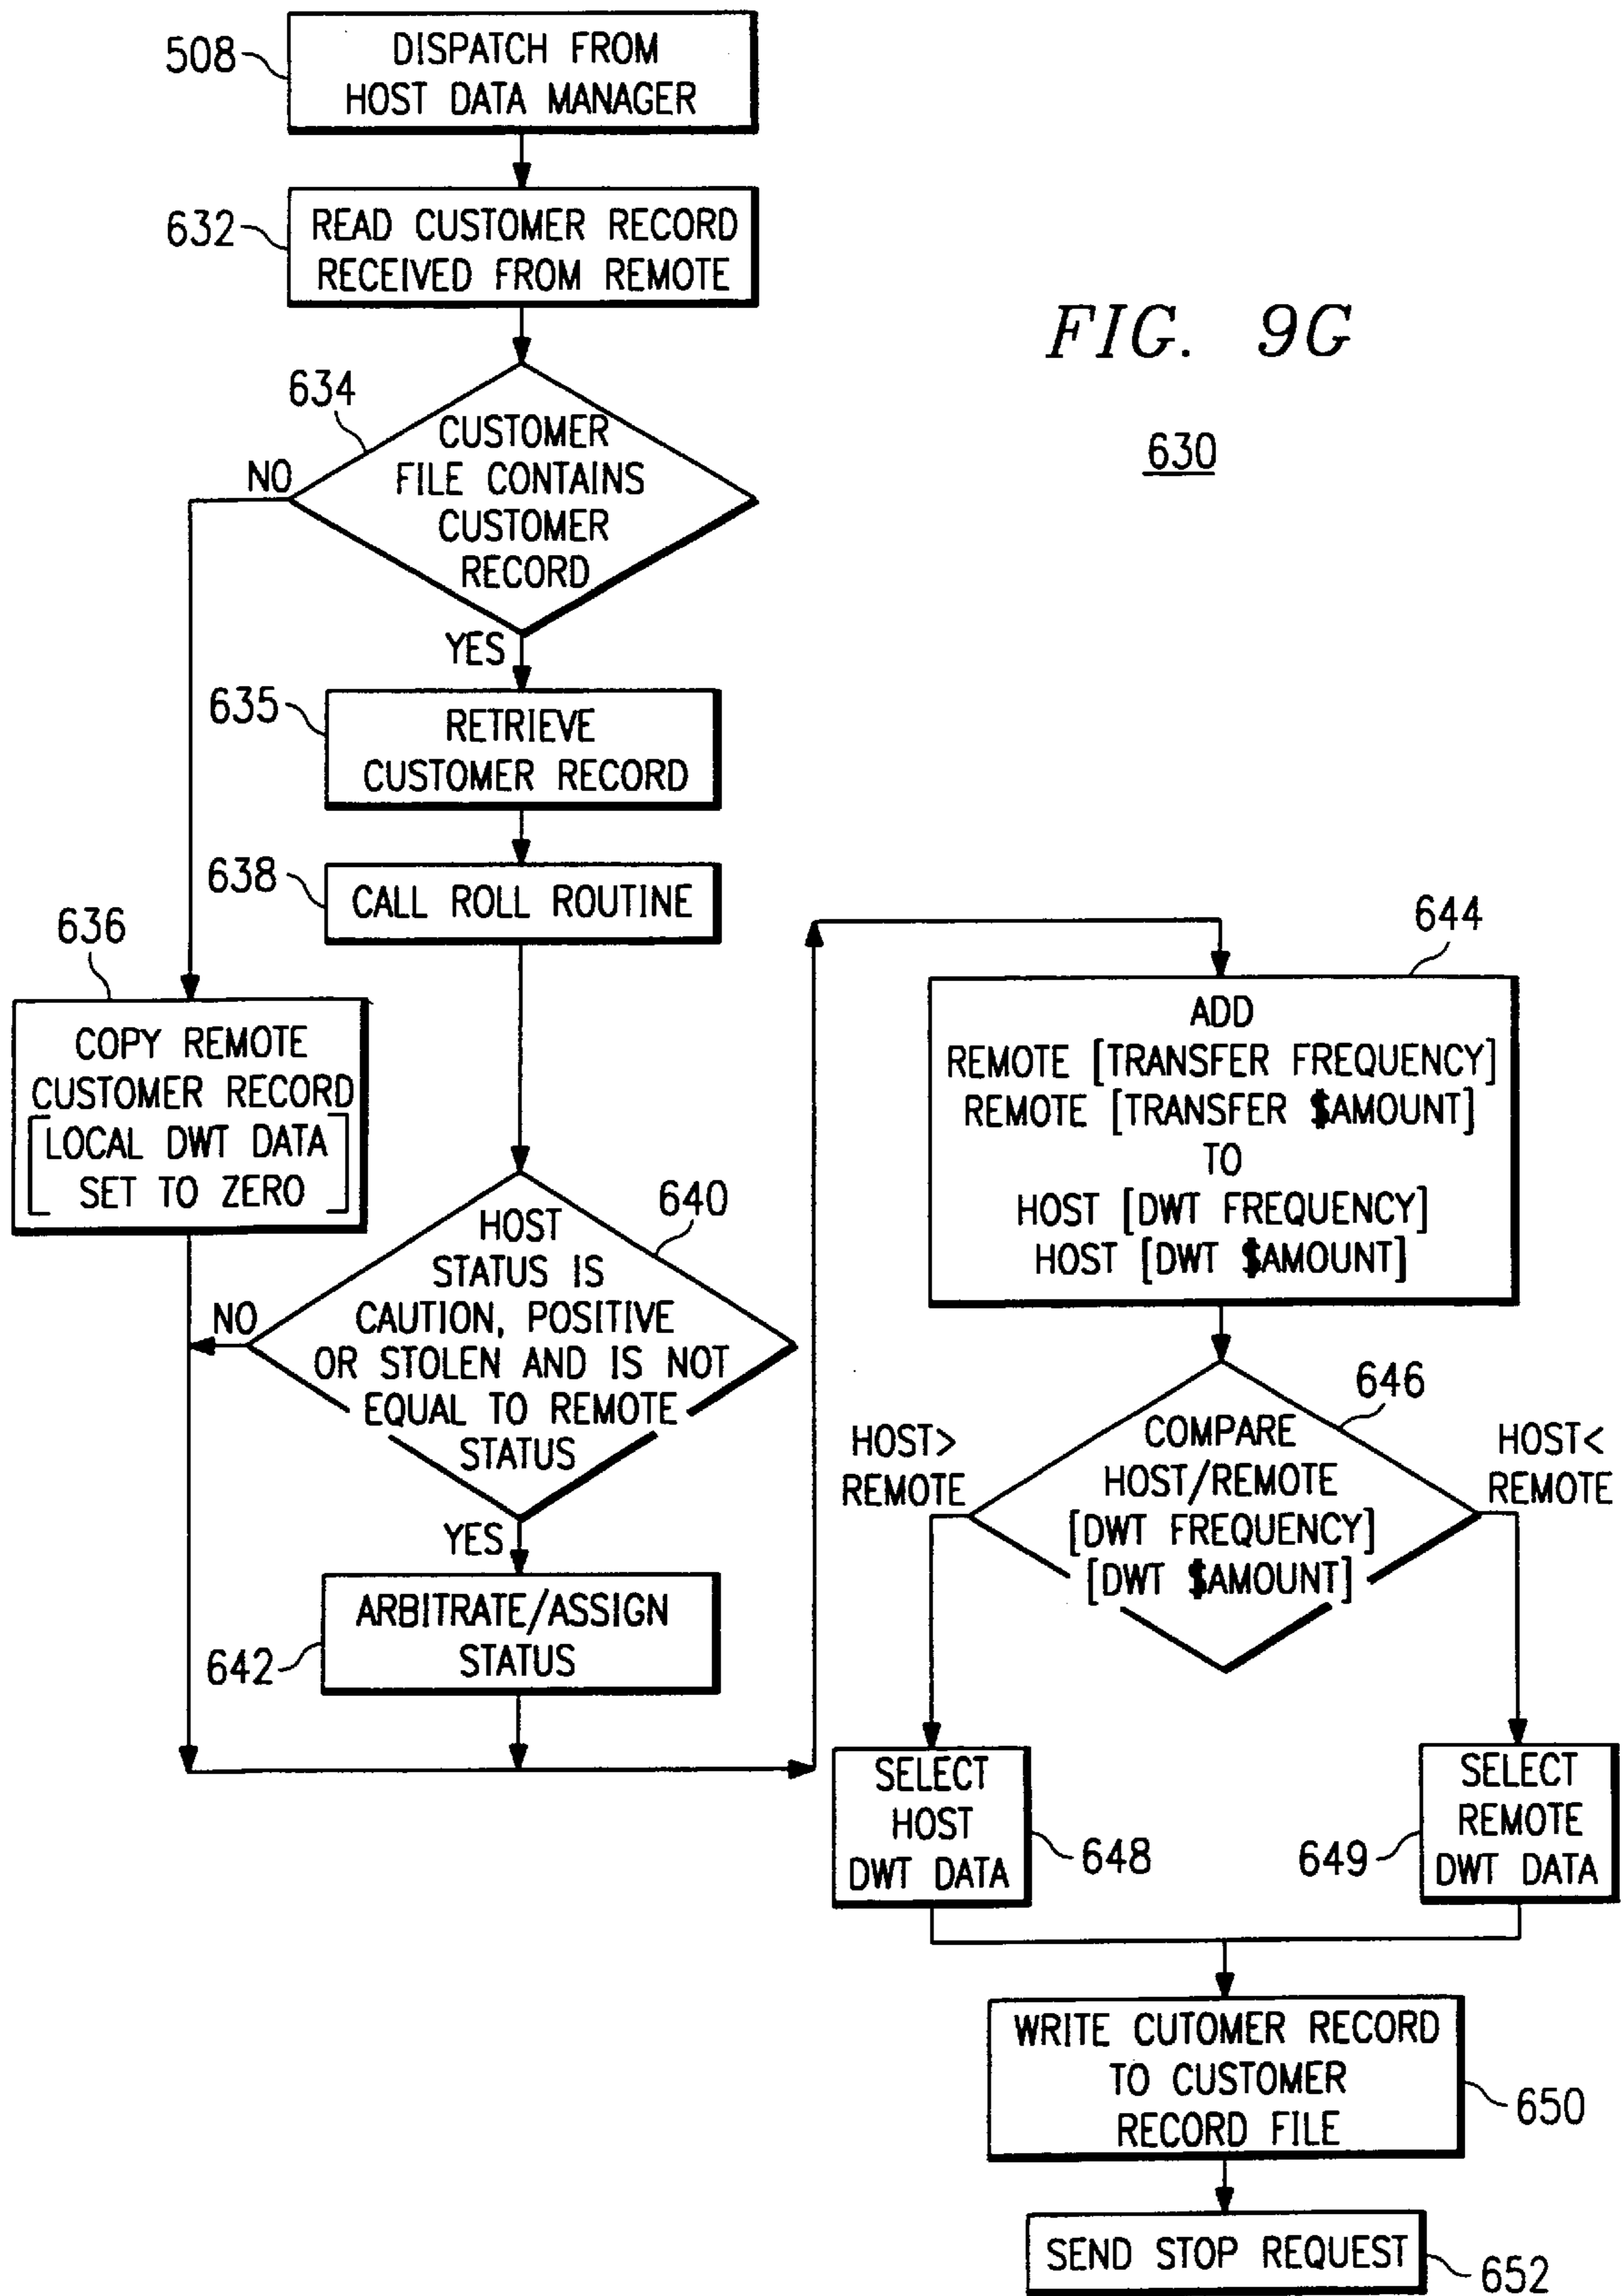 508
DISPATCH FROM
HOST DATA MANAGER
632
READ CUSTOMER RECORD
RECEIVED FROM REMOTE
FIG. 9G
630
634
CUSTOMER
FILE CONTAINS
CUSTOMER
RECORD
NO
YES
635
RETRIEVE
CUSTOMER RECORD
638
CALL ROLL ROUTINE
636
COPY REMOTE
CUSTOMER RECORD
[LOCAL DWT DATA
SET TO ZERO]
640
HOST
STATUS IS
CAUTION, POSITIVE
OR STOLEN AND IS NOT
EQUAL TO REMOTE
STATUS
NO
YES
642
ARBITRATE/ASSIGN
STATUS
644
ADD
REMOTE [TRANSFER FREQUENCY]
REMOTE [TRANSFER $AMOUNT]
TO
HOST [DWT FREQUENCY]
HOST [DWT $AMOUNT]
646
COMPARE
HOST/REMOTE
[DWT FREQUENCY]
[DWT $AMOUNT]
HOST>
REMOTE
HOST<
REMOTE
SELECT
HOST
DWT DATA
648
649
SELECT
REMOTE
DWT DATA
WRITE CUTOMER RECORD
TO CUSTOMER
RECORD FILE
650
SEND STOP REQUEST
652